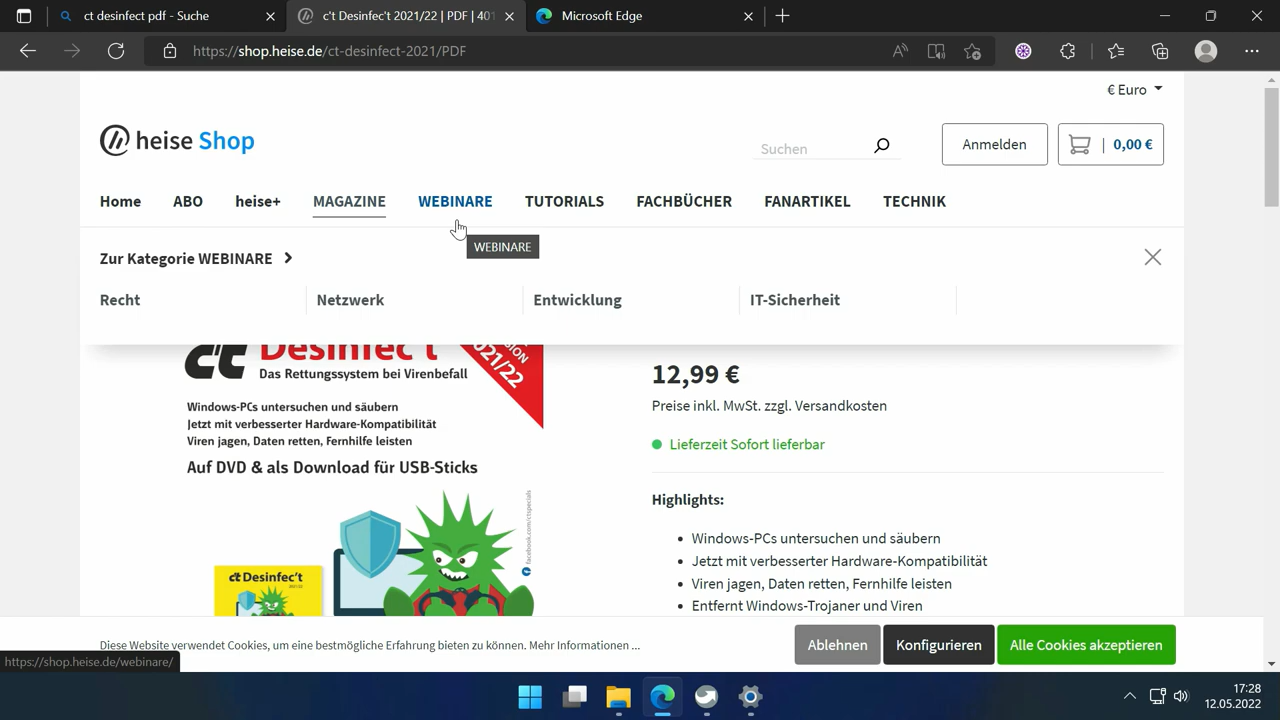 ct desinfect pdf - Suche
c't Desinfec't 2021/22 | PDF | 401
Microsoft Edge
https://shop.heise.de/ct-desinfect-2021/PDF
€ Euro
heise Shop
Suchen
Anmelden
0,00 €
Home ABO heise+ MAGAZINE WEBINARE TUTORIALS FACHBÜCHER FANARTIKEL TECHNIK
WEBINARE
Zur Kategorie WEBINARE
Recht Netzwerk Entwicklung IT-Sicherheit
c't Desinfec't
2021/22
Das Rettungssystem bei Virenbefall
Windows-PCs untersuchen und säubern
Jetzt mit verbesserter Hardware-Kompatibilität
Viren jagen, Daten retten, Fernhilfe leisten
Auf DVD & als Download für USB-Sticks
facebook.com/ctspecials
c't Desinfec't
12,99 €
Preise inkl. MwSt. zzgl. Versandkosten
Lieferzeit Sofort lieferbar
Highlights:
Windows-PCs untersuchen und säubern
Jetzt mit verbesserter Hardware-Kompatibilität
Viren jagen, Daten retten, Fernhilfe leisten
Entfernt Windows-Trojaner und Viren
Diese Website verwendet Cookies, um eine bestmögliche Erfahrung bieten zu können. Mehr Informationen ...
Ablehnen
Konfigurieren
Alle Cookies akzeptieren
https://shop.heise.de/webinare/
17:28
12.05.2022